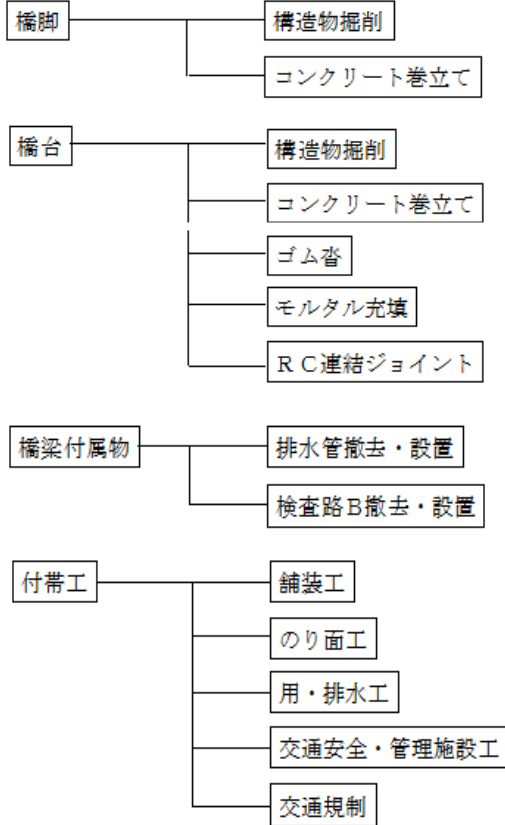 橋脚
構造物掘削
コンクリート巻立て
橋台
構造物掘削
コンクリート巻立て
ゴム沓
モルタル充填
ＲＣ連結ジョイント
橋梁付属物
排水管撤去・設置
検査路Ｂ撤去・設置
付帯工
舗装工
のり面工
用・排水工
交通安全・管理施設工
交通規制